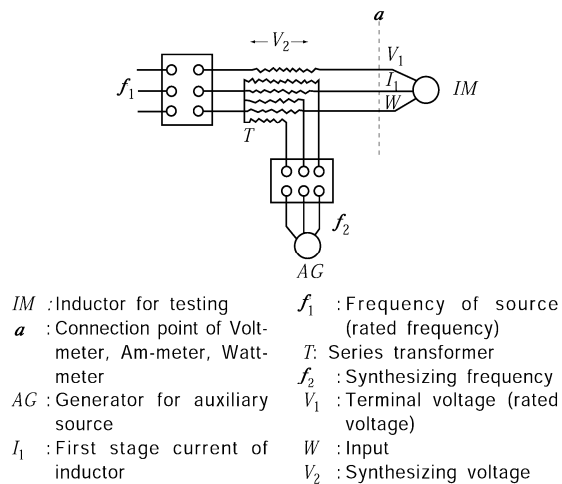 a
V₂
V₁
f₁
I₁
IM
W
T
f₂
AG
IM : Inductor for testing
a : Connection point of Volt-
meter, Am-meter, Watt-
meter
AG : Generator for auxiliary
source
I₁ : First stage current of
inductor
f₁ : Frequency of source
(rated frequency)
T: Series transformer
f₂ : Synthesizing frequency
V₁ : Terminal voltage (rated
voltage)
W : Input
V₂ : Synthesizing voltage